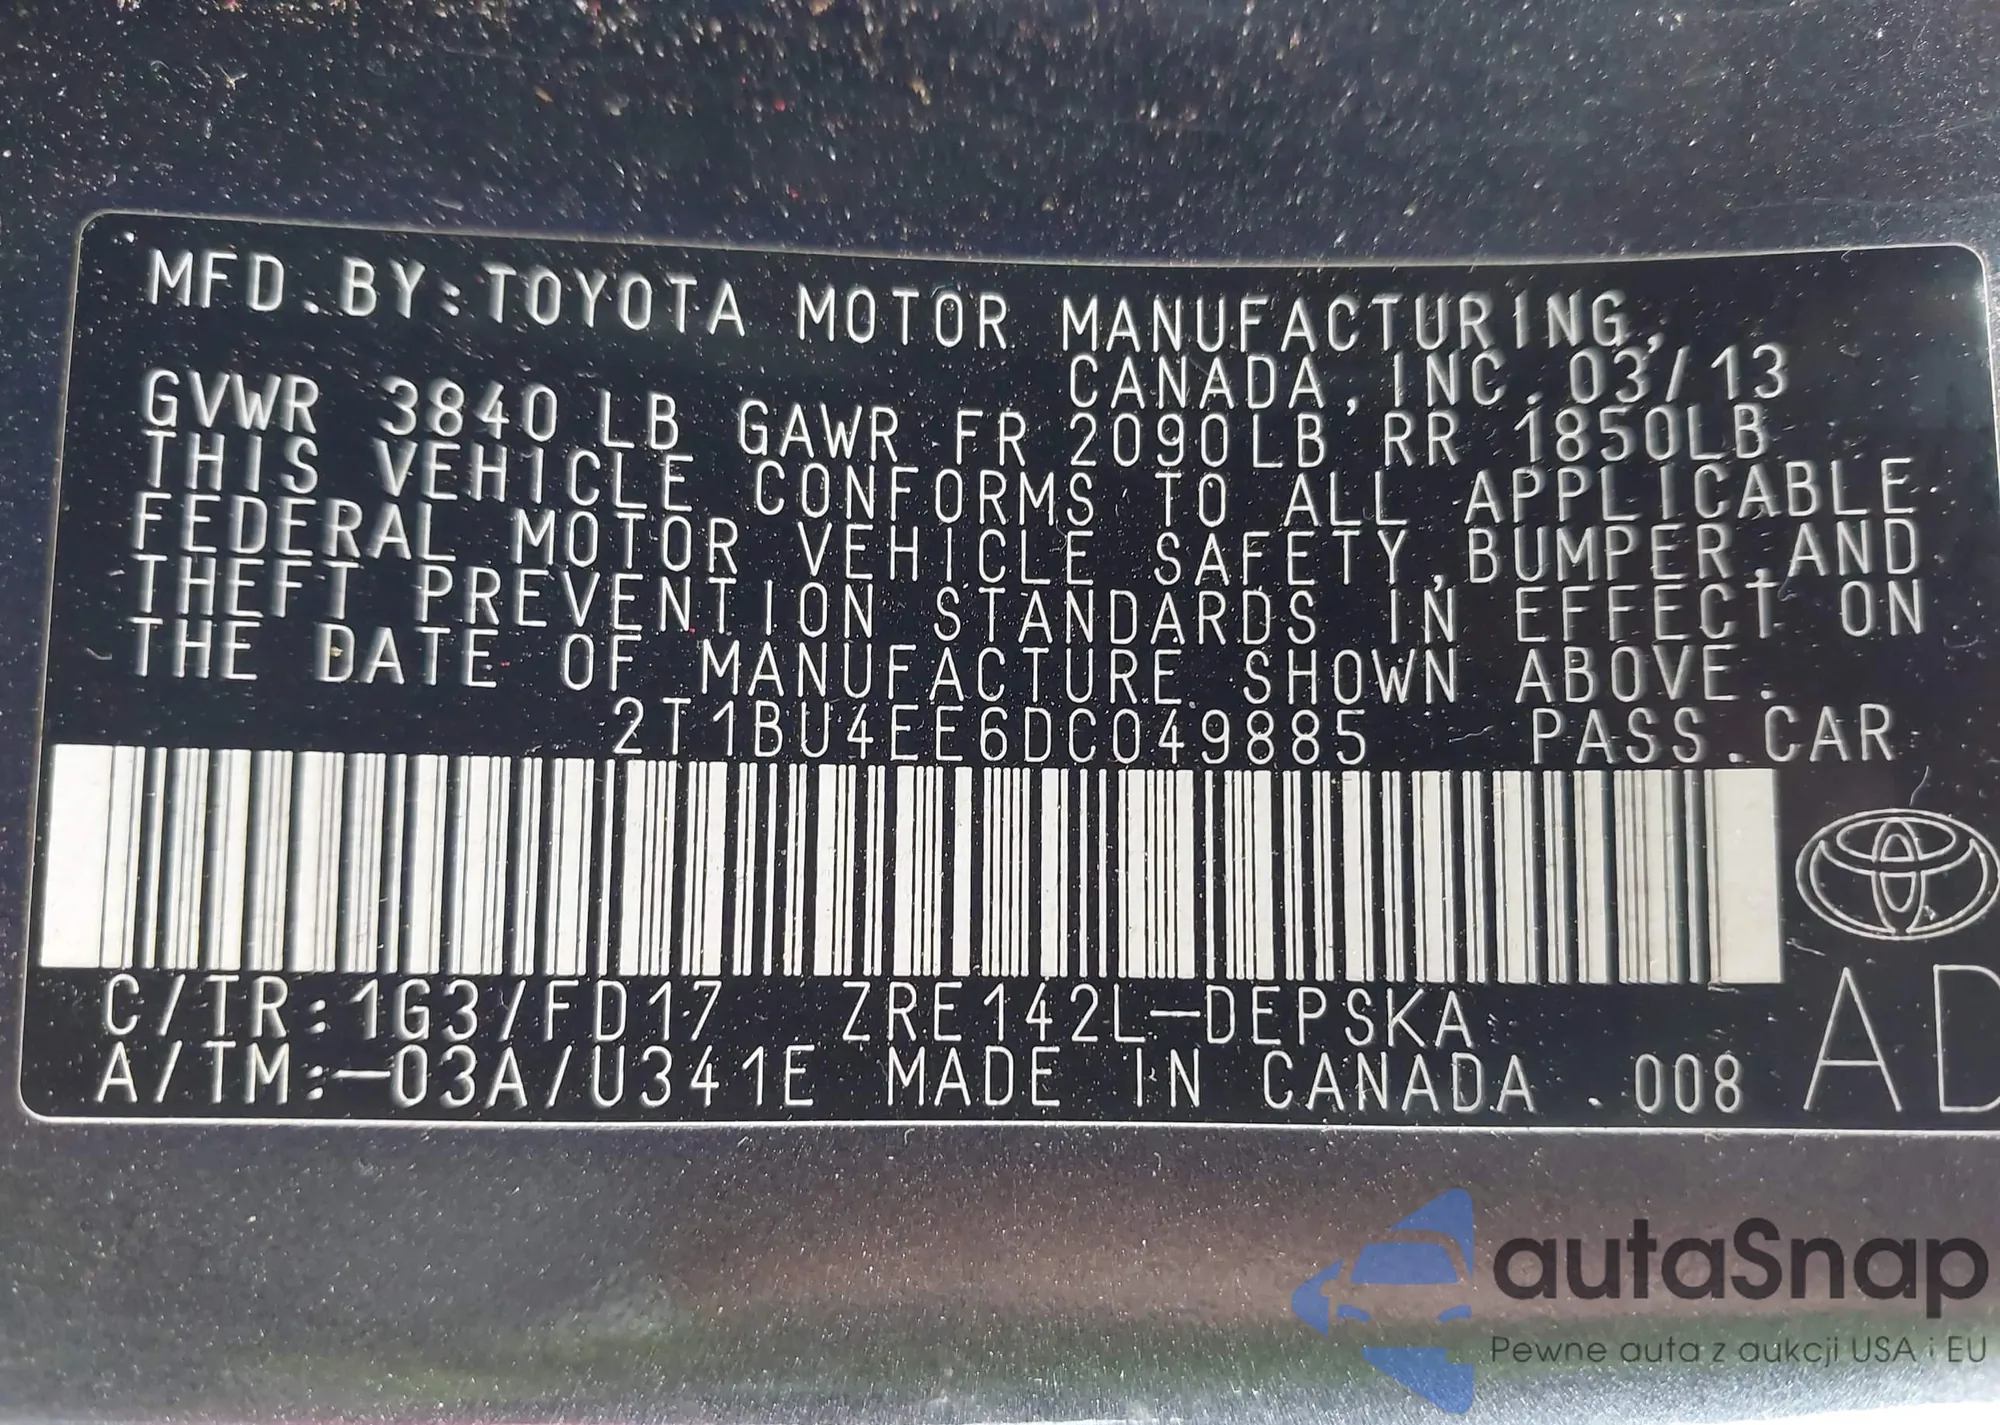 MFD.BY:TOYOTA MOTOR MANUFACTURING,
CANADA,INC.03/13
GVWR 3840 LB GAWR FR 2090LB RR 1850LB
THIS VEHICLE CONFORMS TO ALL APPLICABLE
FEDERAL MOTOR VEHICLE SAFETY,BUMPER,AND
THEFT PREVENTION STANDARDS IN EFFECT ON
THE DATE OF MANUFACTURE SHOWN ABOVE.
2T1BU4EE6DC049885 PASS.CAR
C/TR:1G3/FD17 ZRE142L-DEPSKA
A/TM:-03A/U341E MADE IN CANADA .008
AD
autaSnap
Pewne auta z aukcji USA i EU